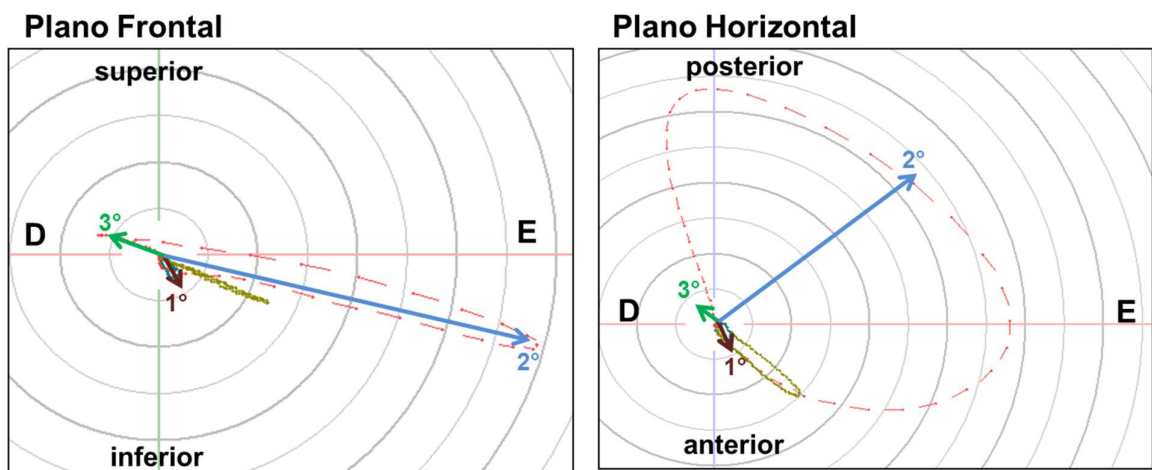 Plano Frontal
superior
D
3°
1°
E
2°
inferior
Plano Horizontal
posterior
2°
D
3°
1°
E
anterior